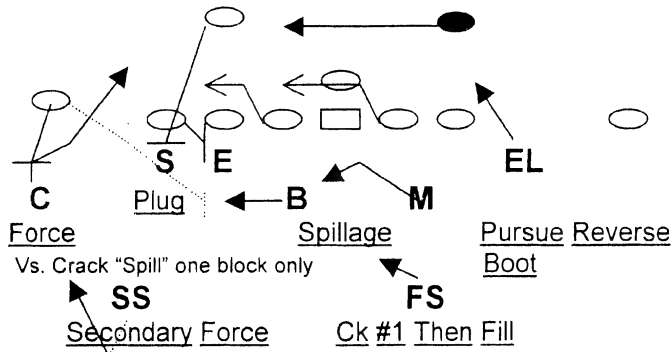 S E EL
C Plug B M
Force Spillage Pursue Reverse
Vs. Crack "Spill" one block only Boot
SS FS
Secondary Force Ck #1 Then Fill